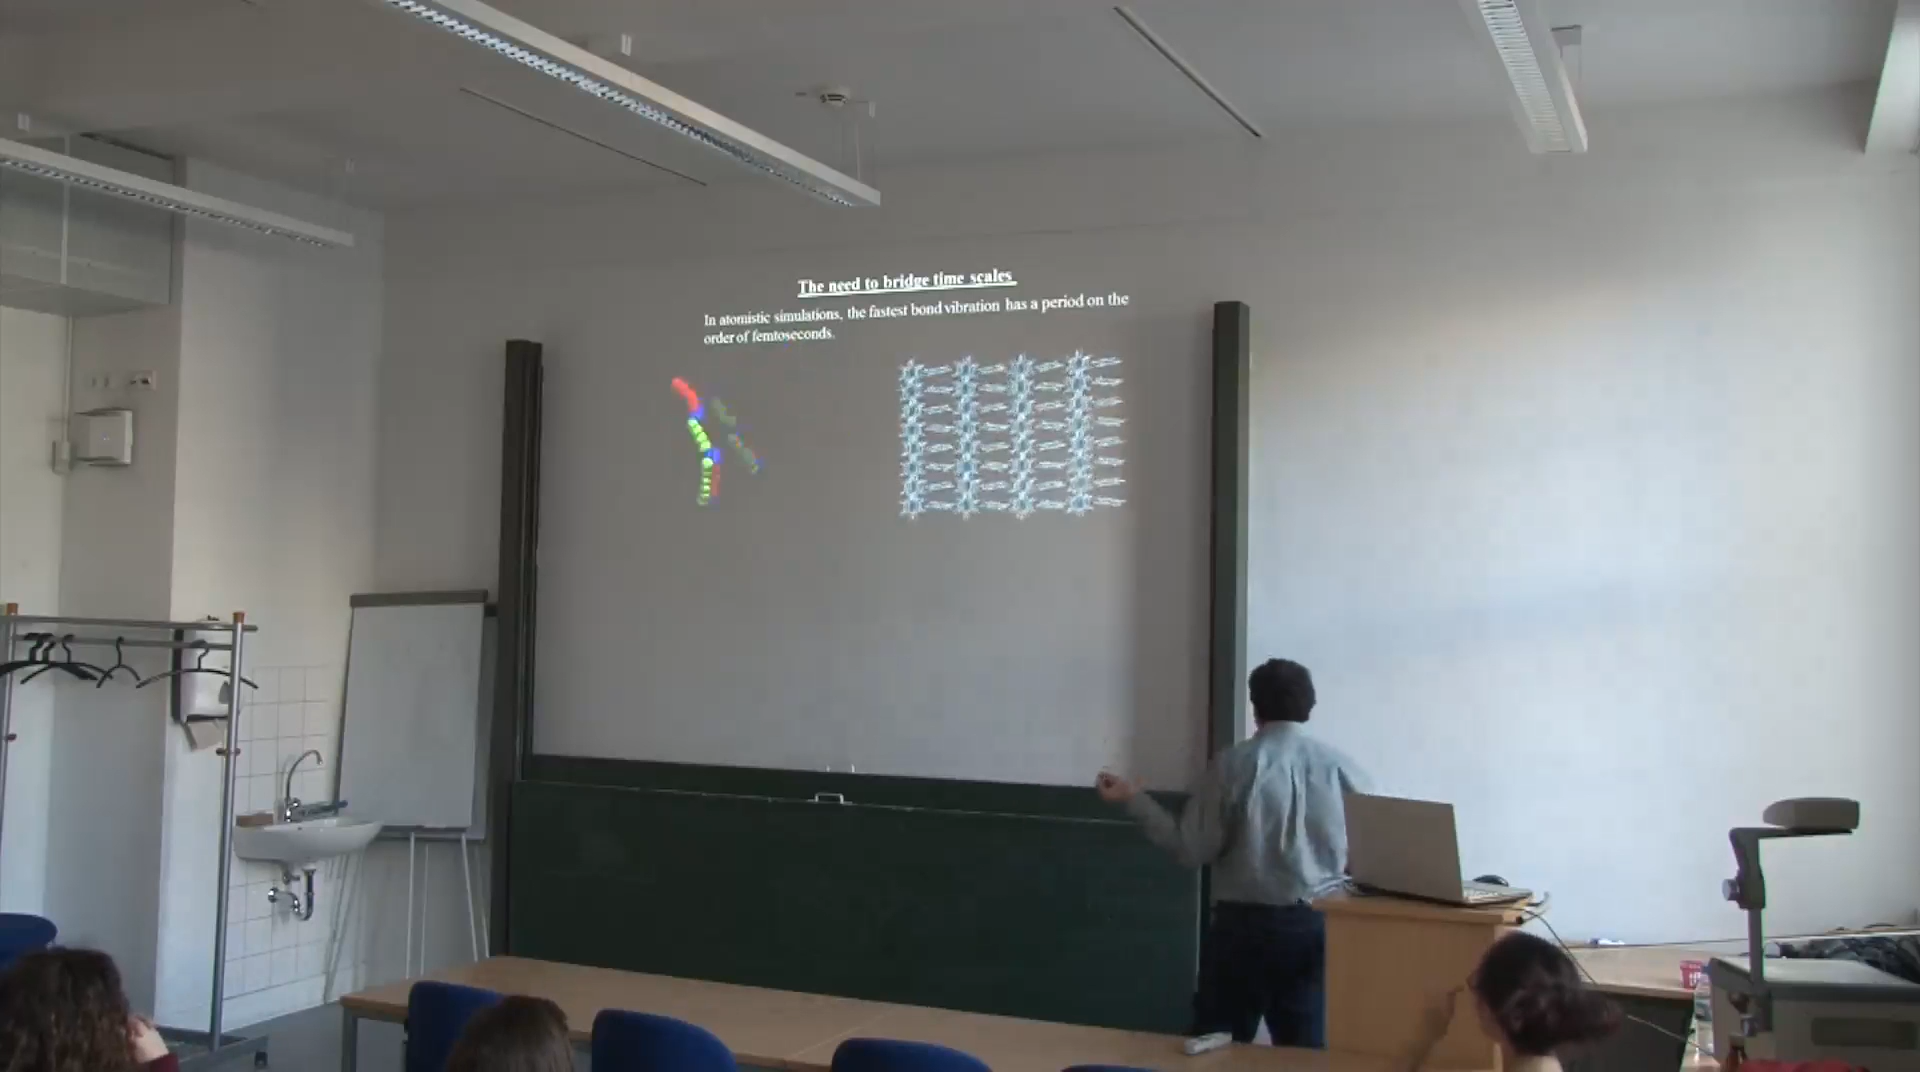 The need to bridge time scales
In atomistic simulations, the fastest bond vibration has a period on the
order of femtoseconds.